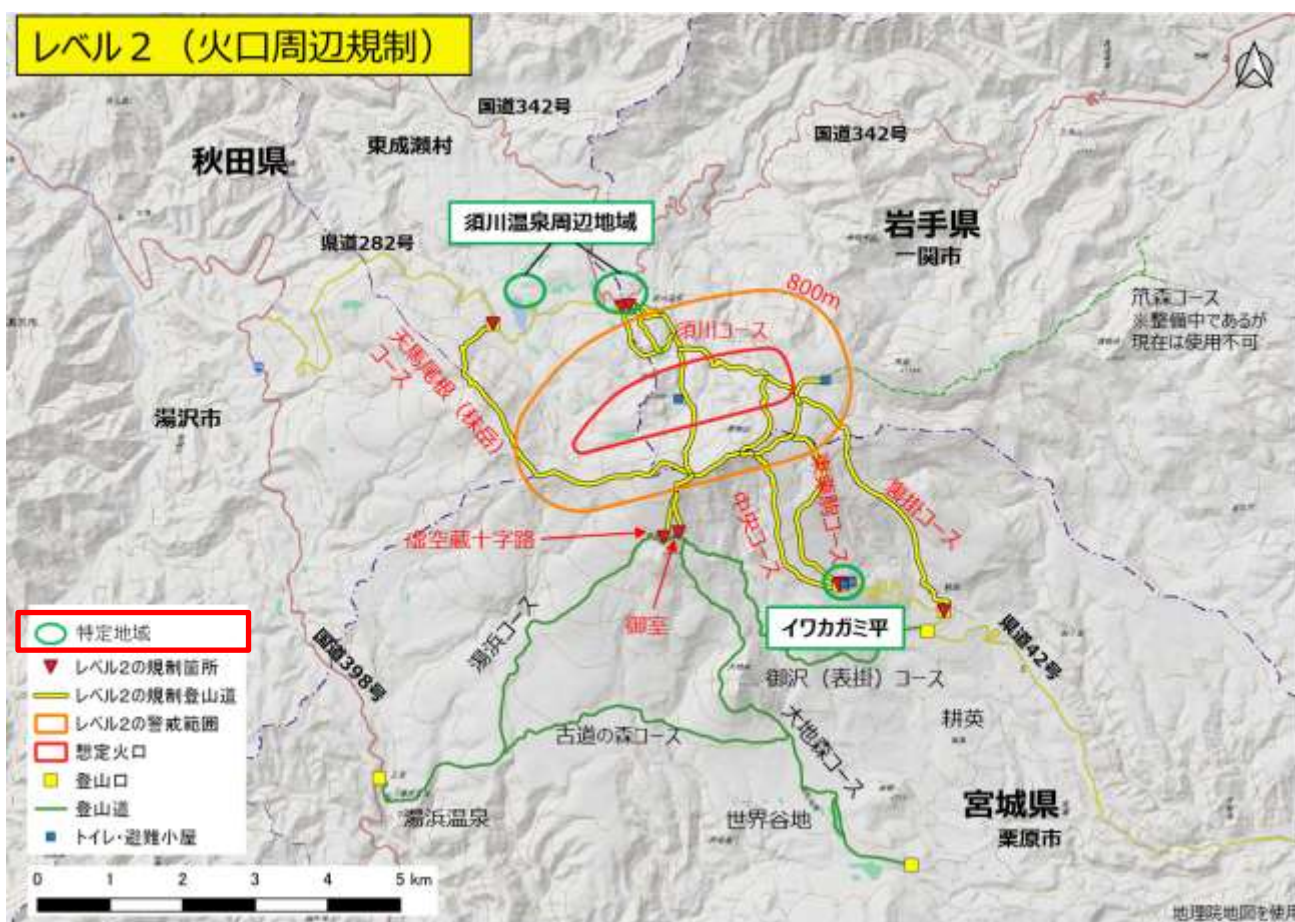 レベル２（火口周辺規制）
国道342号
国道342号
東成瀬村
秋田県
須川温泉周辺地域
岩手県
一関市
県道282号
800m
笊森コース
※整備中であるが
現在は使用不可
須川コース
天馬尾根（秣岳）
コース
湯沢市
中央コース
東栗駒コース
裏掛コース
虚空蔵十字路
御室
イワカガミ平
県道42号
湯浜コース
国道398号
御沢（表掛）コース
耕英
古道の森コース
大地森コース
湯浜温泉
世界谷地
宮城県
栗原市
特定地域
レベル2の規制箇所
レベル2の規制登山道
レベル2の警戒範囲
想定火口
登山口
登山道
トイレ・避難小屋
0 1 2 3 4 5 km
地理院地図を使用